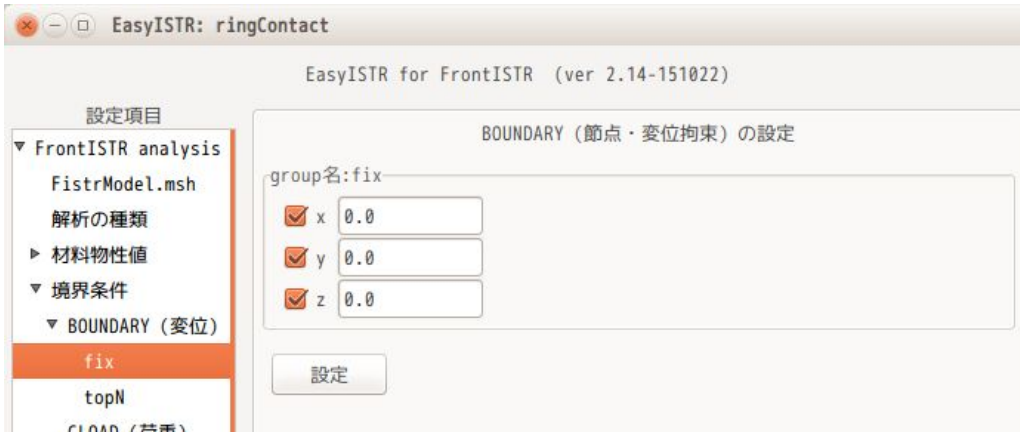 EasyISTR: ringContact
EasyISTR for FrontISTR (ver 2.14-151022)
設定項目
FrontISTR analysis
FistrModel.msh
解析の種類
材料物性値
境界条件
BOUNDARY (変位)
fix
topN
CLOAD (荷重)
BOUNDARY (節点・変位拘束) の設定
group名:fix
x 0.0
y 0.0
z 0.0
設定